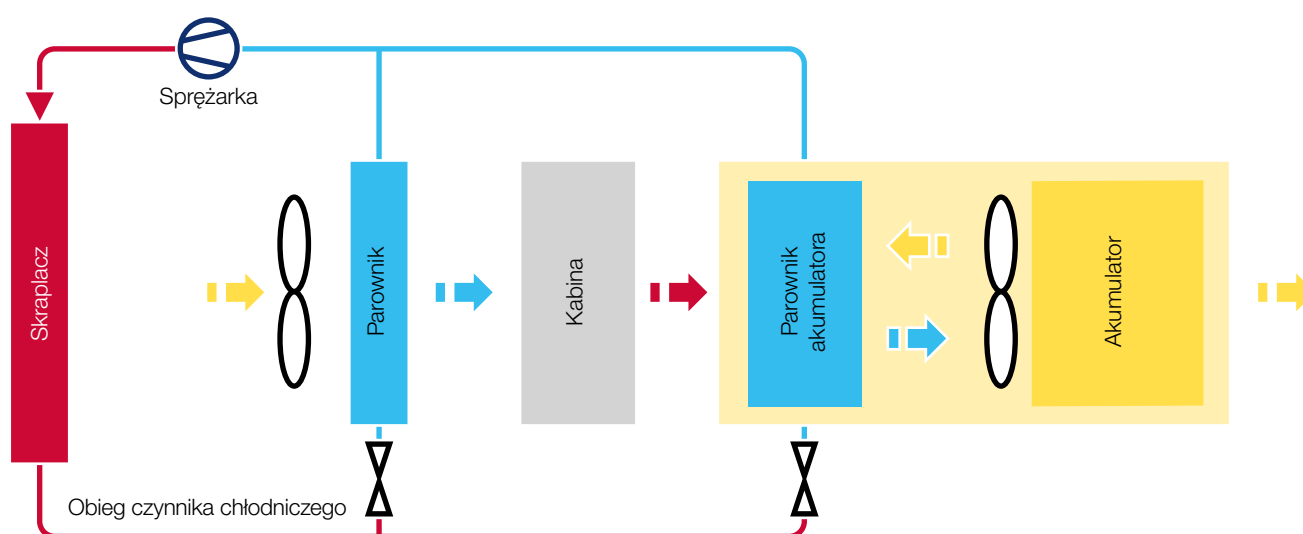 Sprężarka
Skraplacz
Parownik
Kabina
Parownik
akumulatora
Akumulator
Obieg czynnika chłodniczego